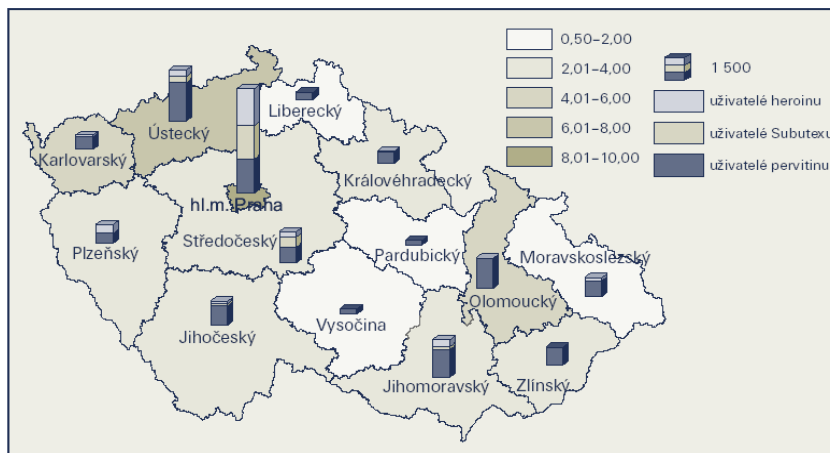 0,50–2,00
2,01–4,00
4,01–6,00
6,01–8,00
8,01–10,00
1 500
uživatelé heroinu
uživatelé Subutexu
uživatelé pervitinu
Liberecký
Ústecký
Karlovarský
Královéhradecký
hl.m. Praha
Plzeňský
Středočeský
Pardubický
Moravskoslezský
Olomoucký
Vysočina
Jihočeský
Jihomoravský
Zlínský